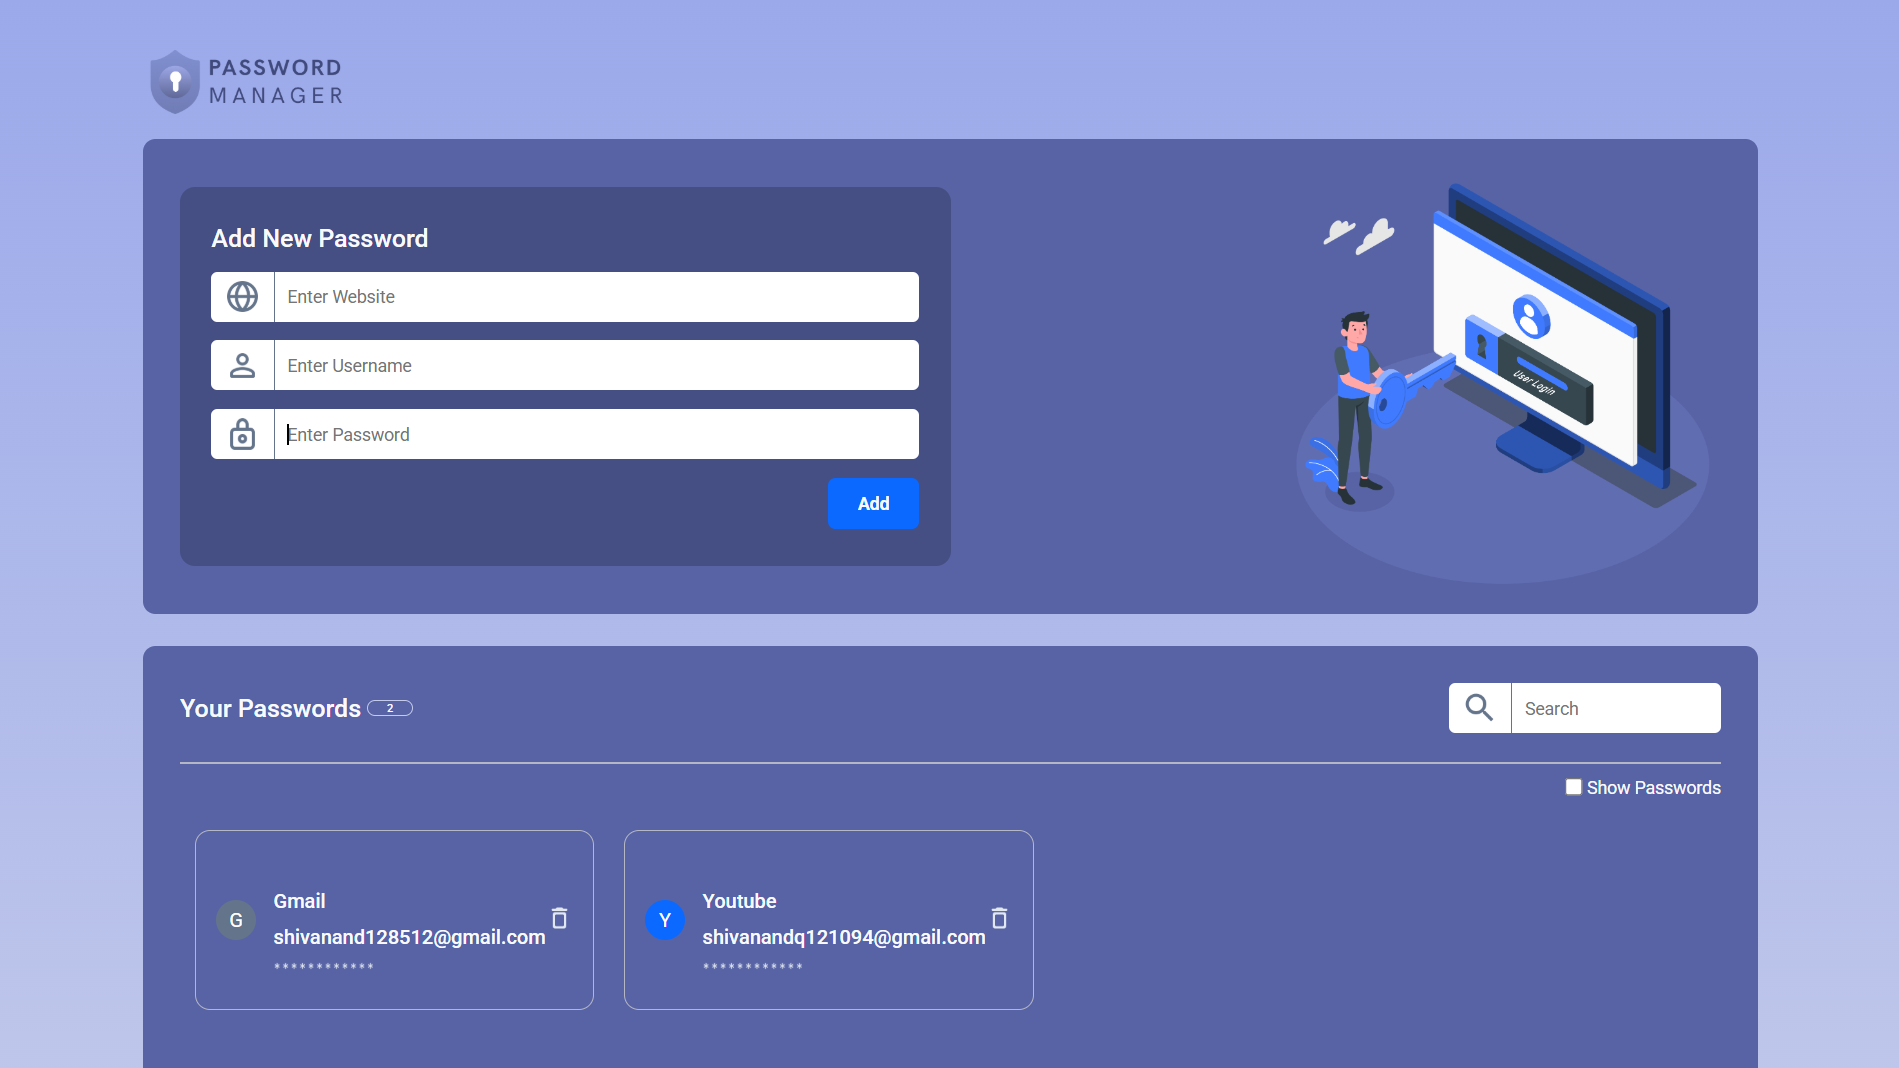 PASSWORD
MANAGER
Add New Password
Enter Website
Enter Username
Enter Password
Add
User Login
Your Passwords 2
Search
Show Passwords
G
Gmail
shivanand128512@gmail.com
************
Y
Youtube
shivanandq121094@gmail.com
************